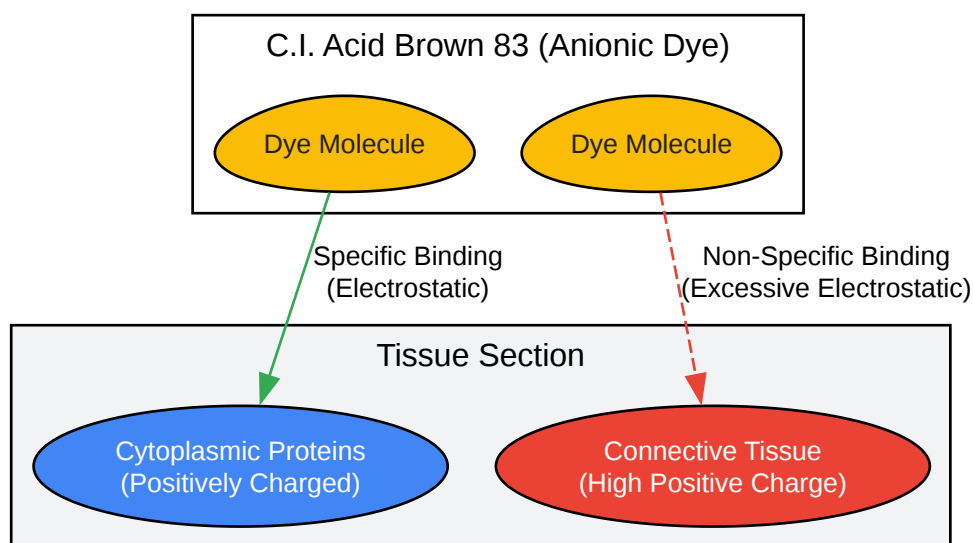 C.I. Acid Brown 83 (Anionic Dye)
Dye Molecule
Dye Molecule
Specific Binding
(Electrostatic)
Non-Specific Binding
(Excessive Electrostatic)
Tissue Section
Cytoplasmic Proteins
(Positively Charged)
Connective Tissue
(High Positive Charge)